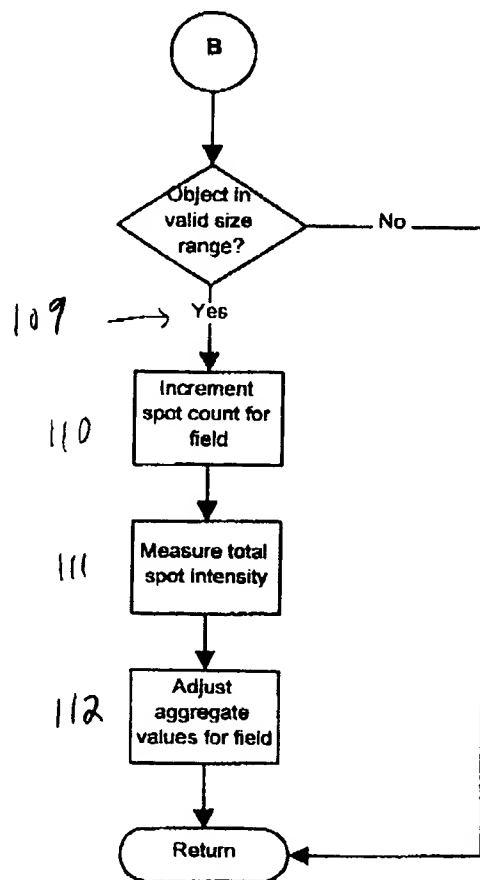 B
Object in
valid size
range?
No
109
Yes
Increment
spot count for
field
110
Measure total
spot intensity
111
Adjust
aggregate
values for field
112
Return